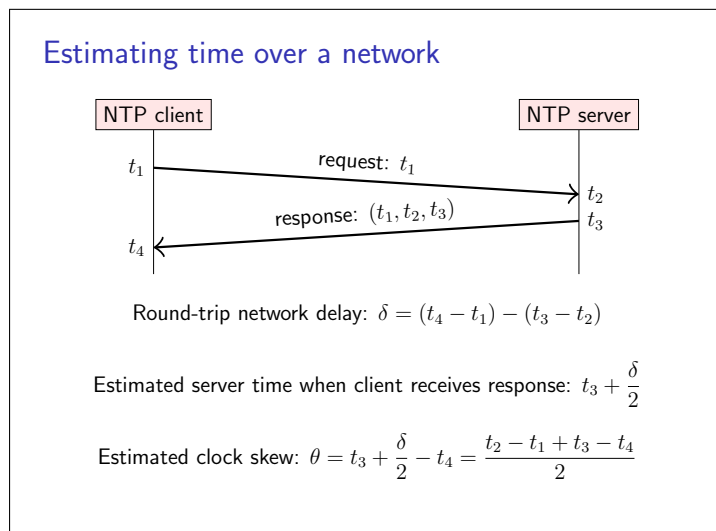 Estimating time over a network
NTP client NTP server
request: t₁
t₁
t₂
response: (t₁, t₂, t₃)
t₃
t₄
Round-trip network delay: δ = (t₄ − t₁) − (t₃ − t₂)
Estimated server time when client receives response: t₃ + δ/2
Estimated clock skew: θ = t₃ + δ/2 − t₄ = (t₂ − t₁ + t₃ − t₄)/2